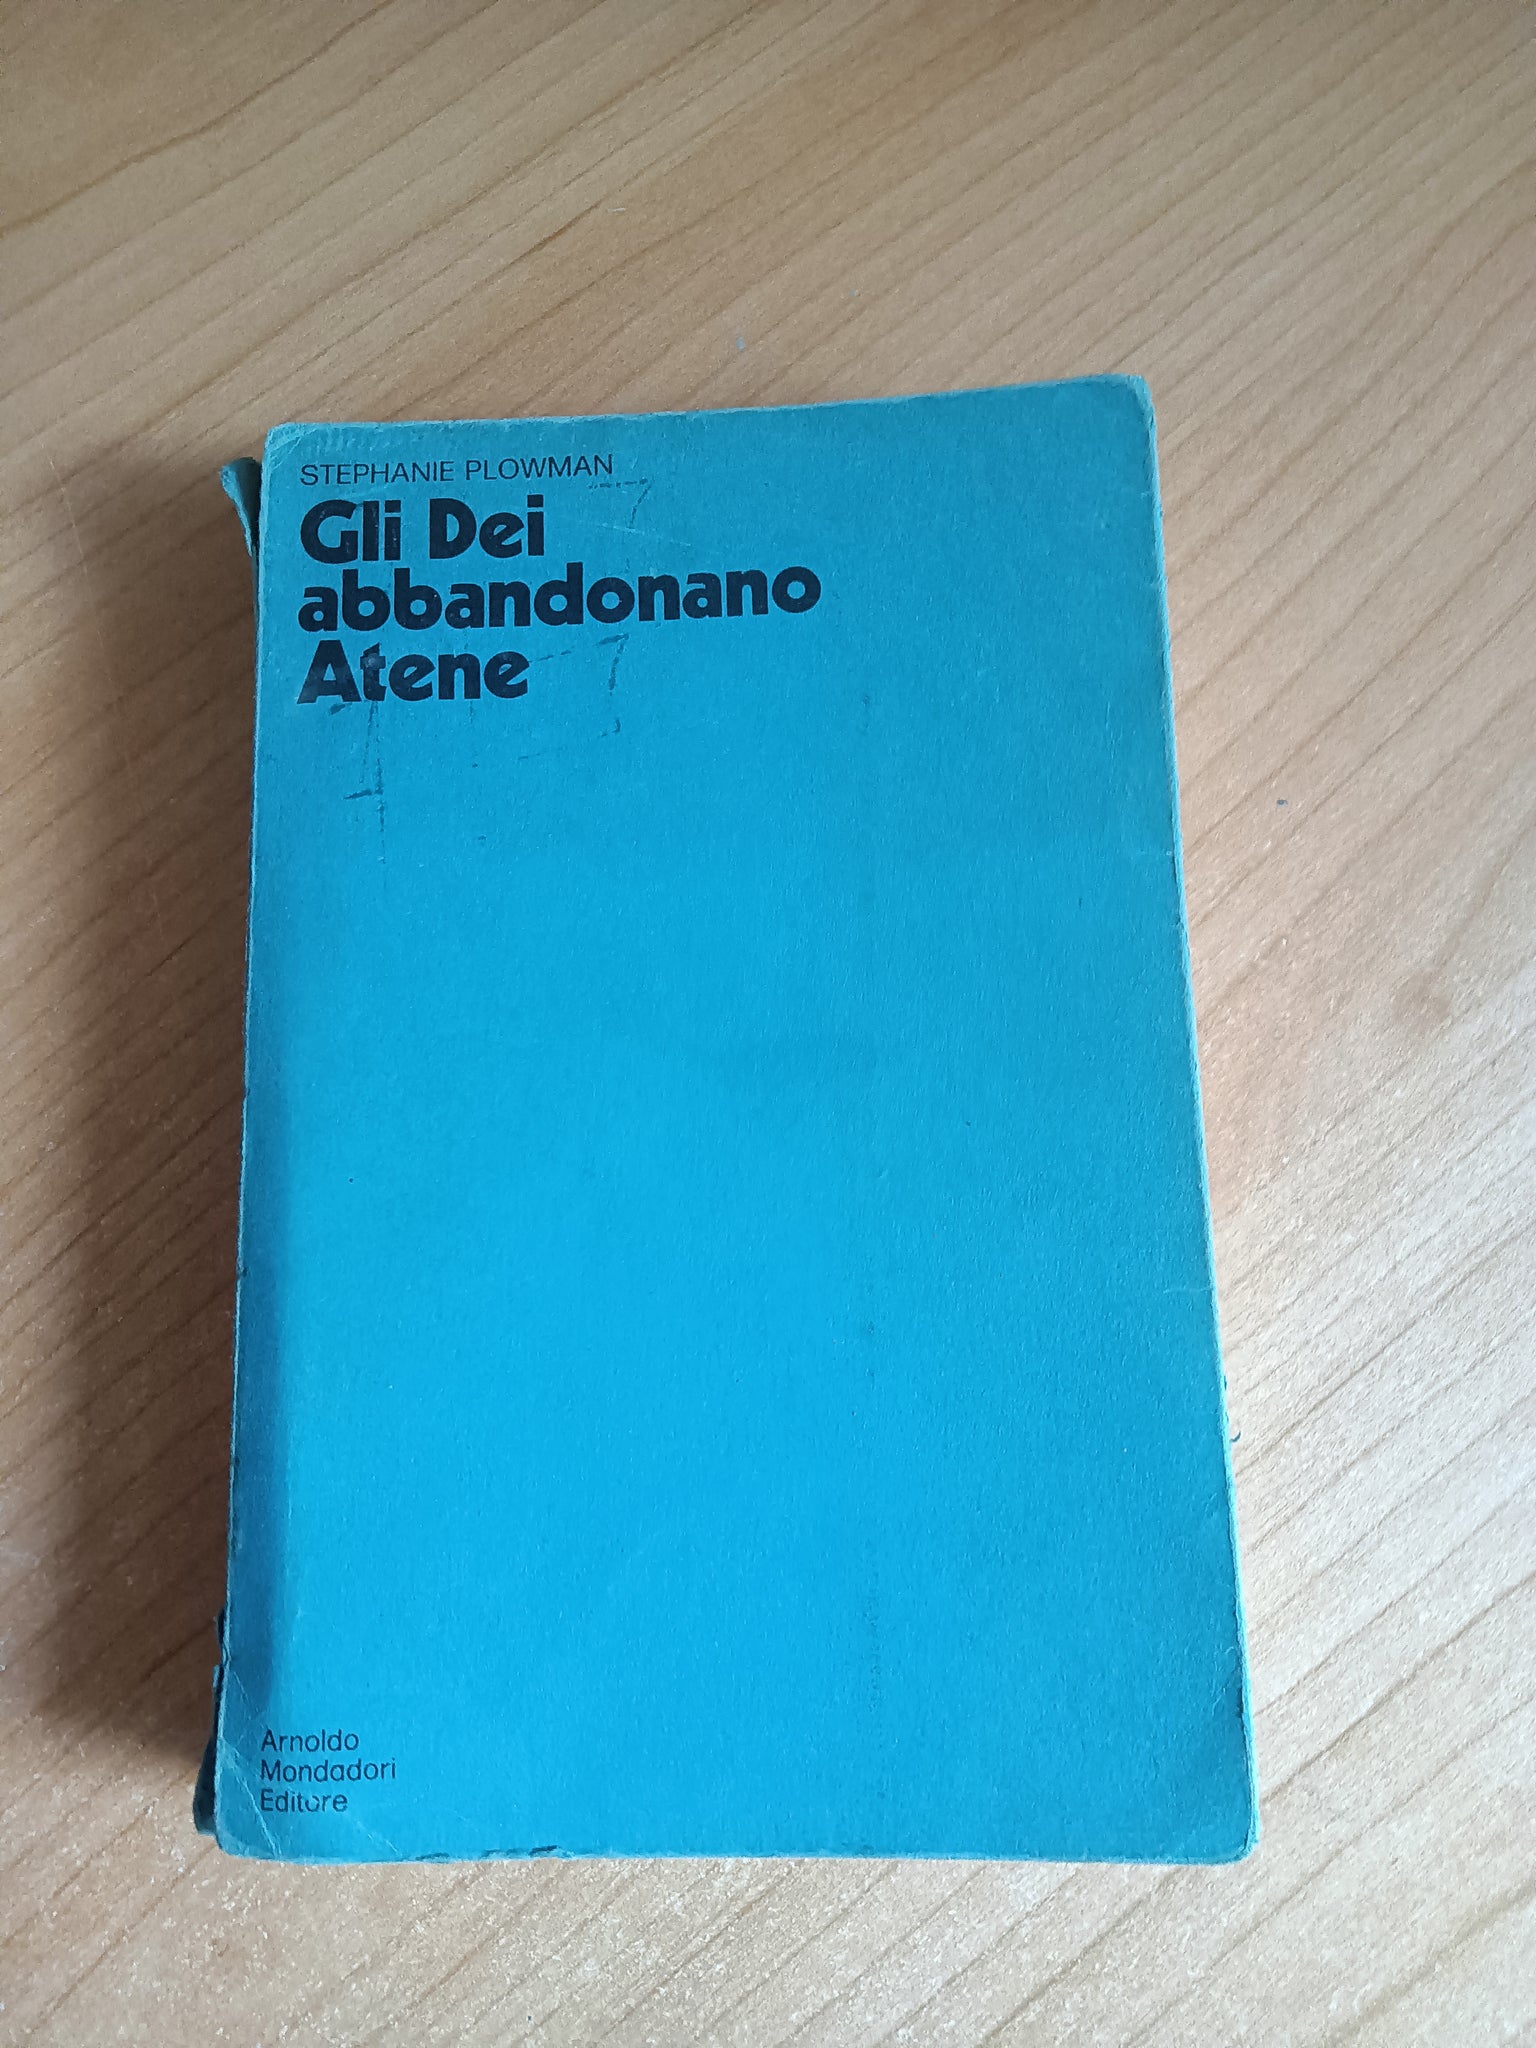 STEPHANIE PLOWMAN
Gli Dei
abbandonano
Atene
Arnoldo
Mondadori
Editore